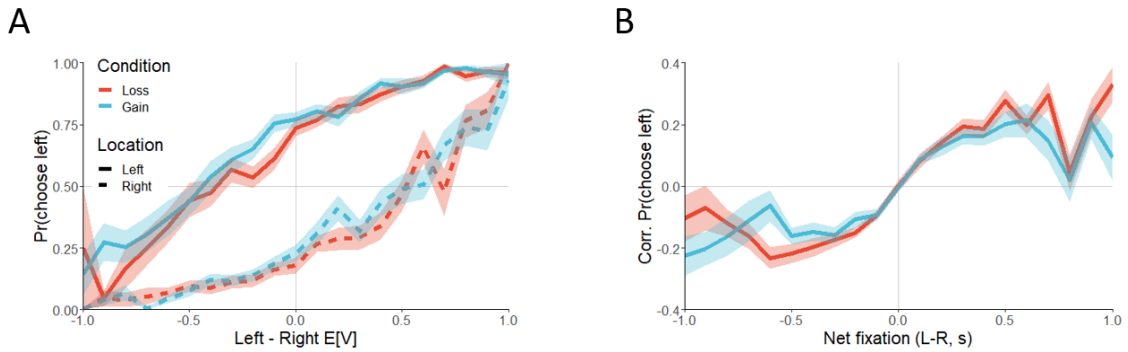 A
B
Condition
Loss
Gain
Location
Left
Right
Pr(choose left)
1.00
0.75
0.50
0.25
0.00
-1.0
-0.5
0.0
0.5
1.0
Left - Right E[V]
Corr. Pr(choose left)
0.4
0.2
0.0
-0.2
-0.4
-1.0
-0.5
0.0
0.5
1.0
Net fixation (L-R, s)